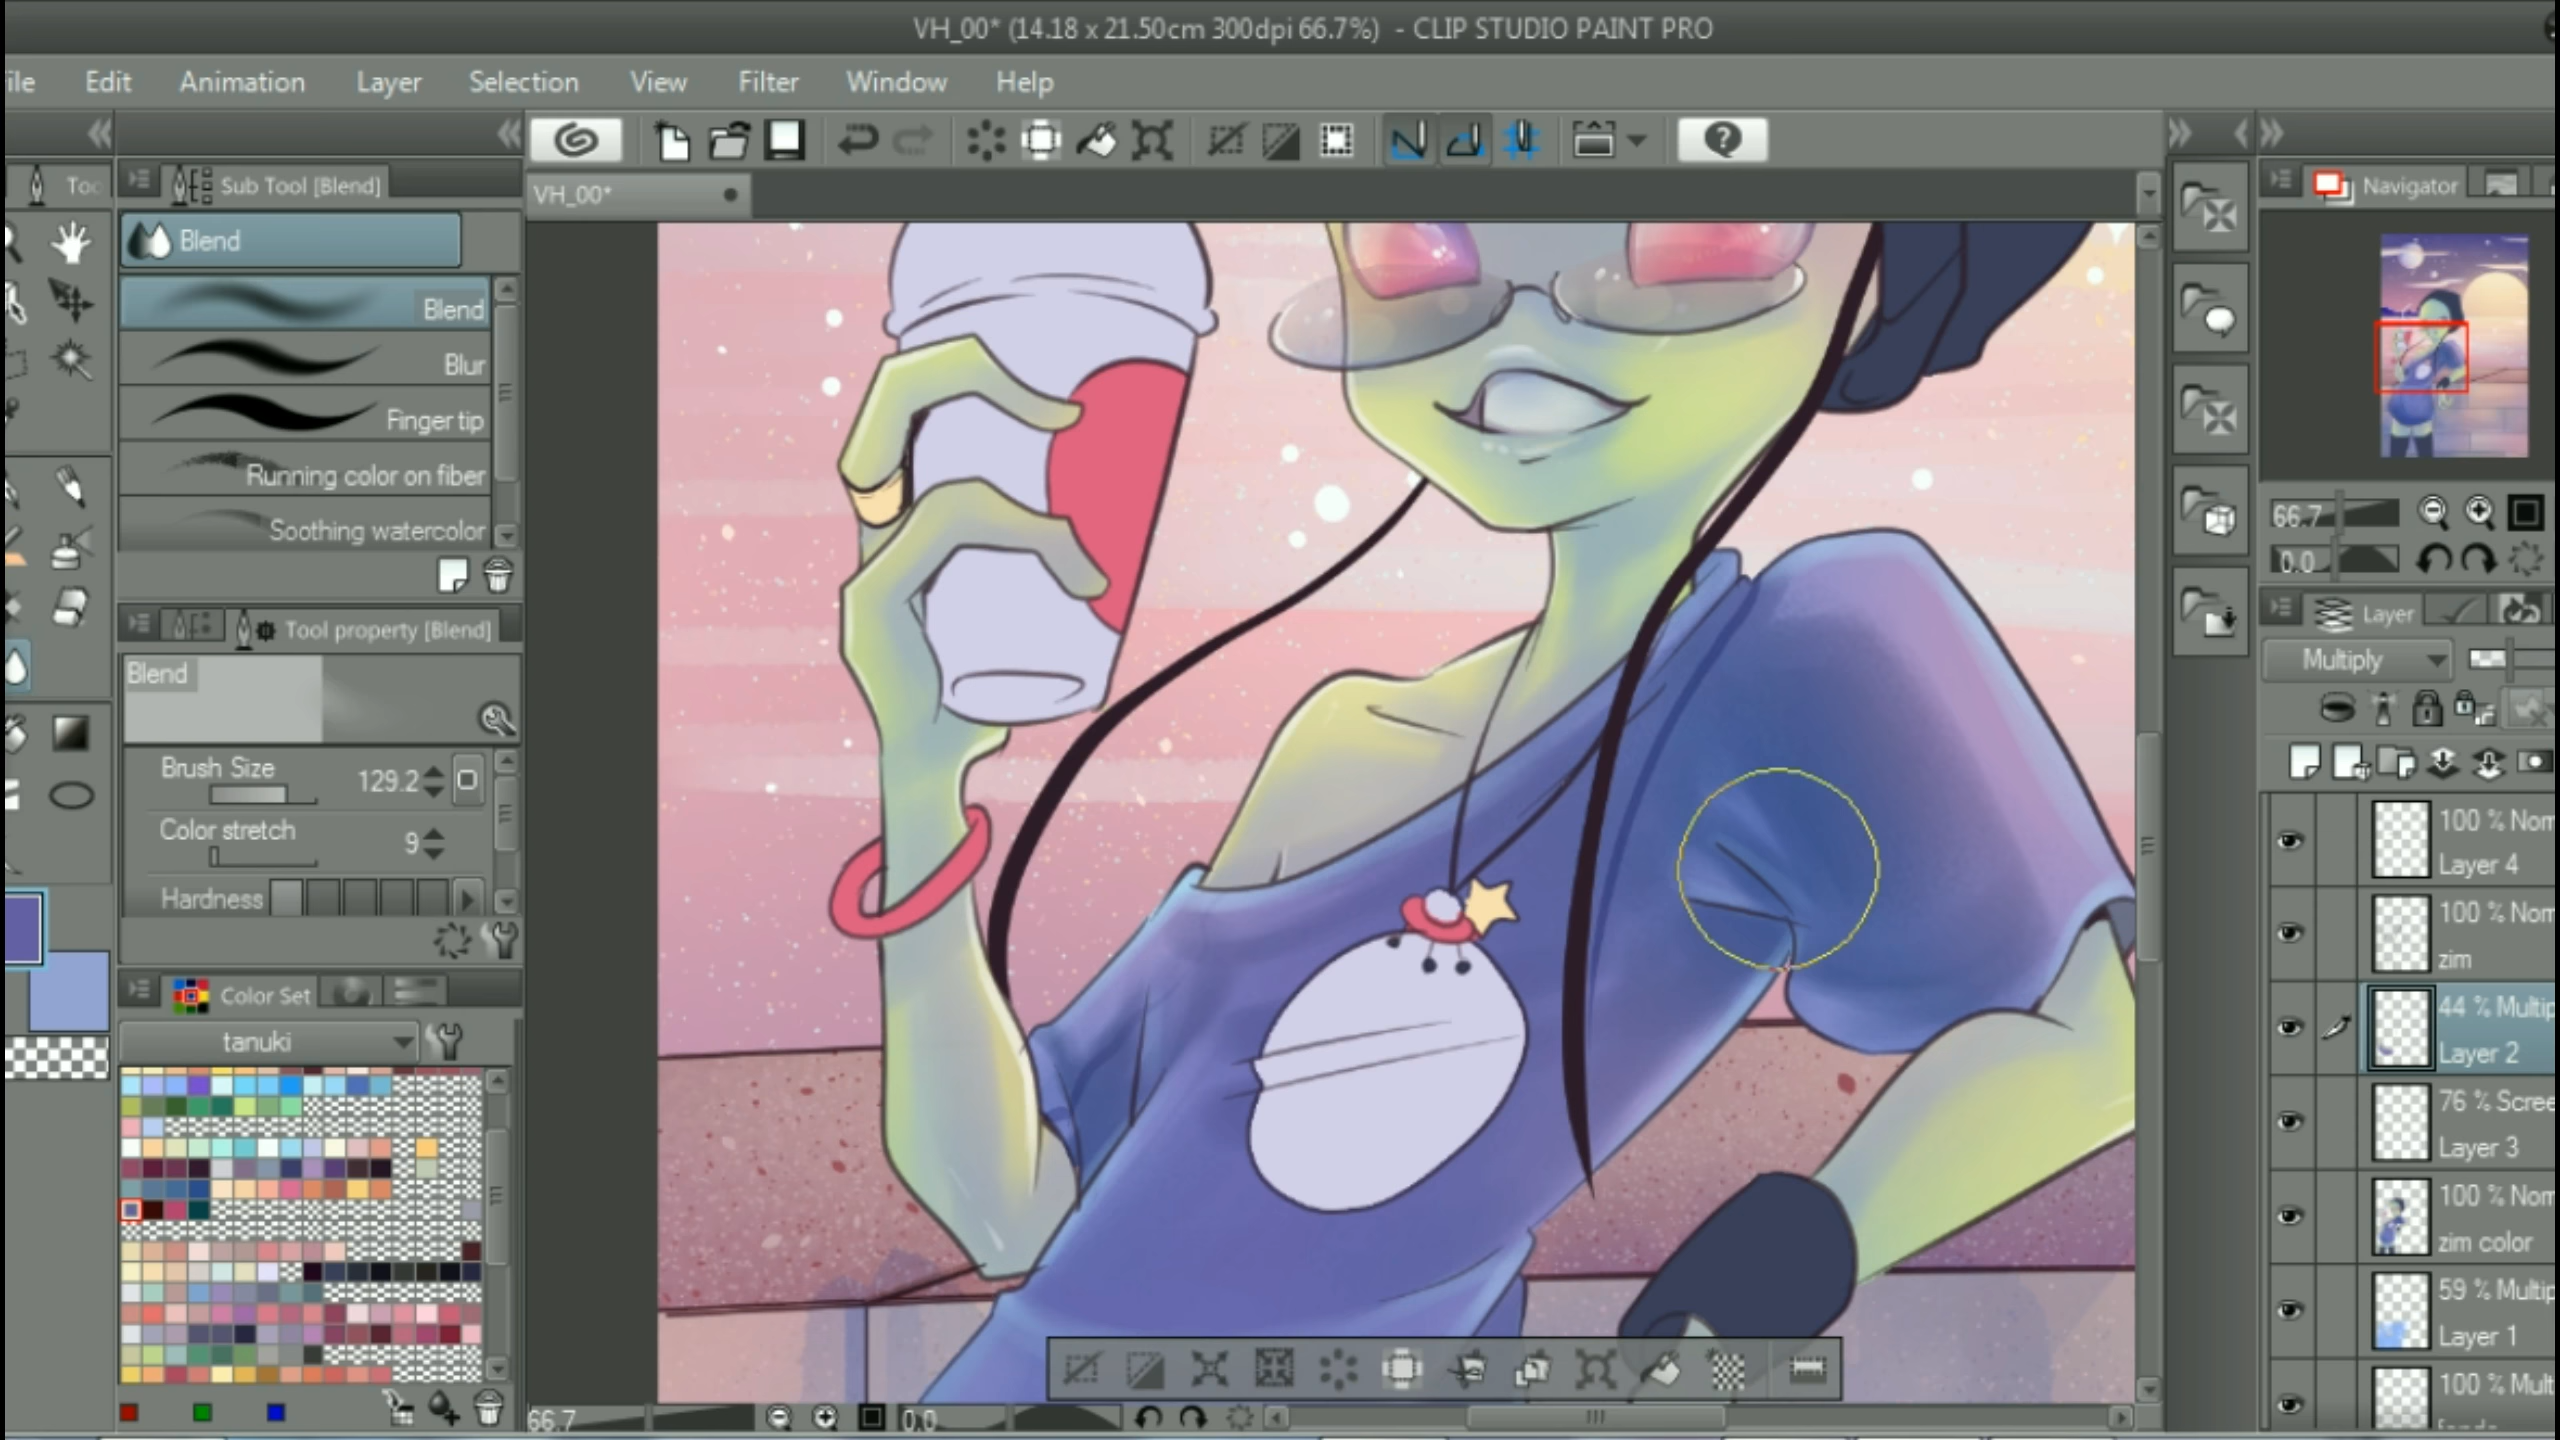 VH_00* (14.18 x 21.50cm 300dpi 66.7%) - CLIP STUDIO PAINT PRO
ile Edit Animation Layer Selection View Filter Window Help
Too
Sub Tool [Blend]
VH_00*
Navigator
Blend
Blend
Blur
Finger tip
Running color on fiber
Soothing watercolor
66.7
0.0
Tool property [Blend]
Layer
Blend
Multiply
Brush Size 129.2
Color stretch 9
Hardness
100 % Nom
Layer 4
100 % Nom
zim
Color Set
tanuki
44 % Multip
Layer 2
76 % Scree
Layer 3
100 % Nom
zim color
59 % Multip
Layer 1
100 % Mult
66.7 0.0